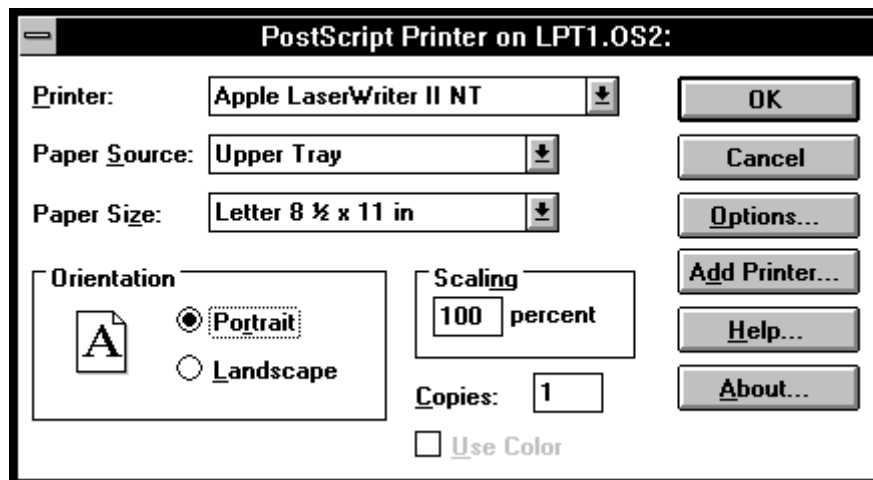 PostScript Printer on LPT1.OS2:
Printer: Apple LaserWriter II NT OK
Paper Source: Upper Tray Cancel
Paper Size: Letter 8 ½ x 11 in Options...
Add Printer...
Orientation Scaling
A Portrait 100 percent Help...
Landscape
Copies: 1 About...
Use Color